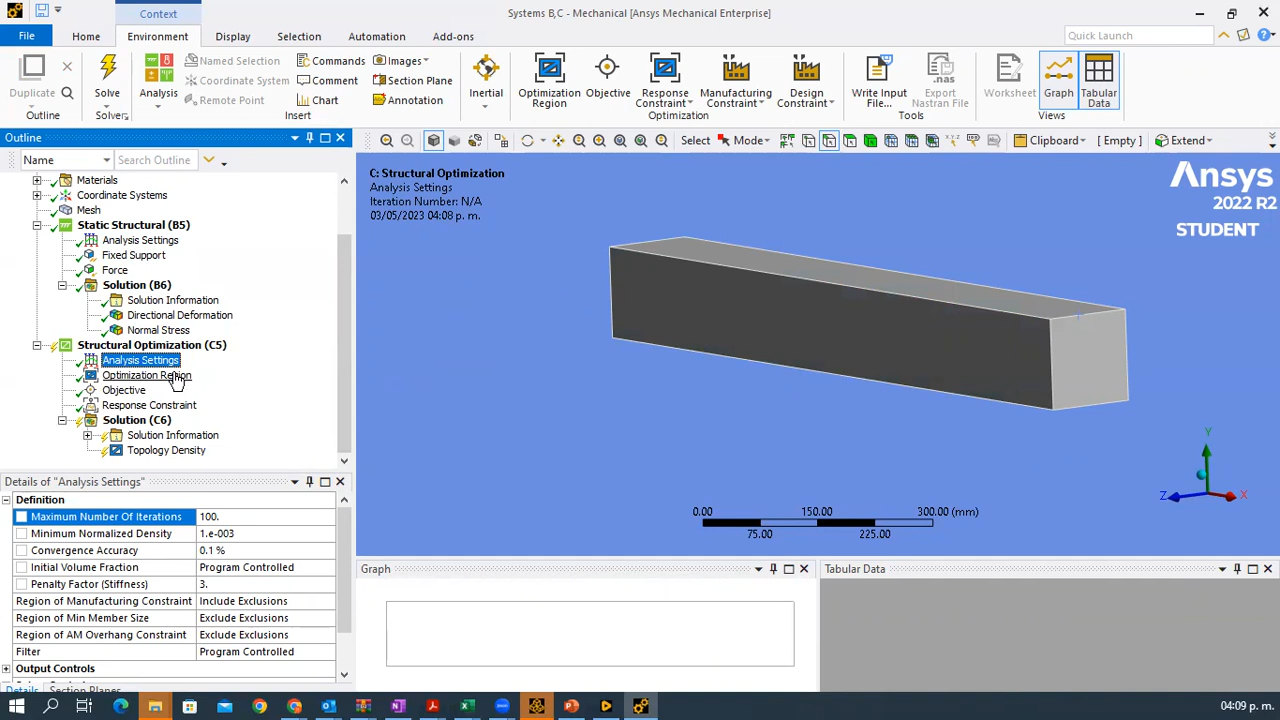 Context
Systems B,C - Mechanical [Ansys Mechanical Enterprise]
File Home Environment Display Selection Automation Add-ons
Quick Launch
Duplicate
Outline
Solve
Solver
Analysis
Named Selection
Coordinate System
Remote Point
Commands
Comment
Chart
Images
Section Plane
Annotation
Insert
Inertial
Optimization Region
Objective
Response Constraint
Manufacturing Constraint
Design Constraint
Optimization
Write Input File...
Export Nastran File
Tools
Worksheet
Graph
Tabular Data
Views
Outline
Name
Search Outline
Select
Mode
Clipboard
[ Empty ]
Extend
Materials
Coordinate Systems
Mesh
Static Structural (B5)
Analysis Settings
Fixed Support
Force
Solution (B6)
Solution Information
Directional Deformation
Normal Stress
Structural Optimization (C5)
Analysis Settings
Optimization Region
Objective
Response Constraint
Solution (C6)
Solution Information
Topology Density
C: Structural Optimization
Analysis Settings
Iteration Number: N/A
03/05/2023 04:08 p. m.
Ansys
2022 R2
STUDENT
Y
Z
X
0.00 150.00 300.00 (mm)
75.00 225.00
Details of "Analysis Settings"
Definition
Maximum Number Of Iterations 100.
Minimum Normalized Density 1.e-003
Convergence Accuracy 0.1 %
Initial Volume Fraction Program Controlled
Penalty Factor (Stiffness) 3.
Region of Manufacturing Constraint Include Exclusions
Region of Min Member Size Exclude Exclusions
Region of AM Overhang Constraint Exclude Exclusions
Filter Program Controlled
Output Controls
Details Section Planes
Graph
Tabular Data
04:09 p. m.